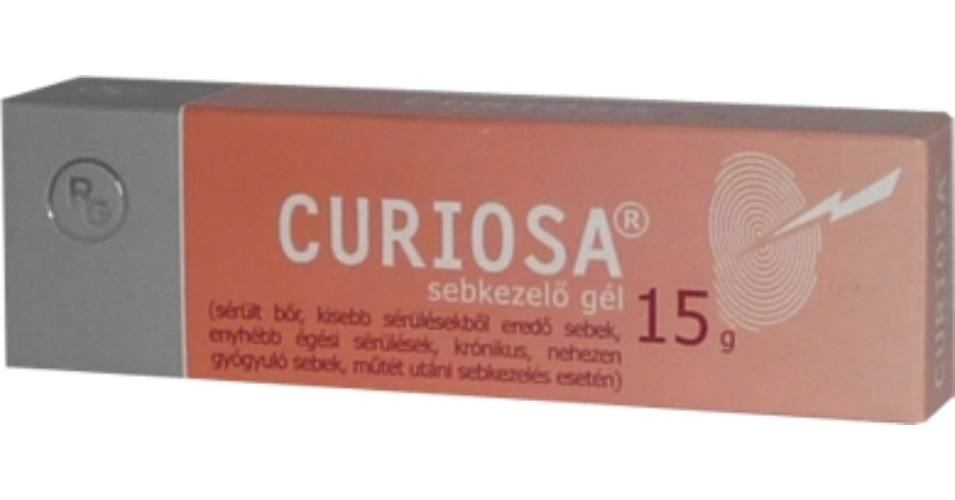 CURIOSA
RG
CURIOSA®
sebkezelő gél
15 g
(sérült bőr, kisebb sérülésekből eredő sebek,
enyhébb égési sérülések, krónikus, nehezen
gyógyuló sebek, műtét utáni sebkezelés esetén)
CURIOSA